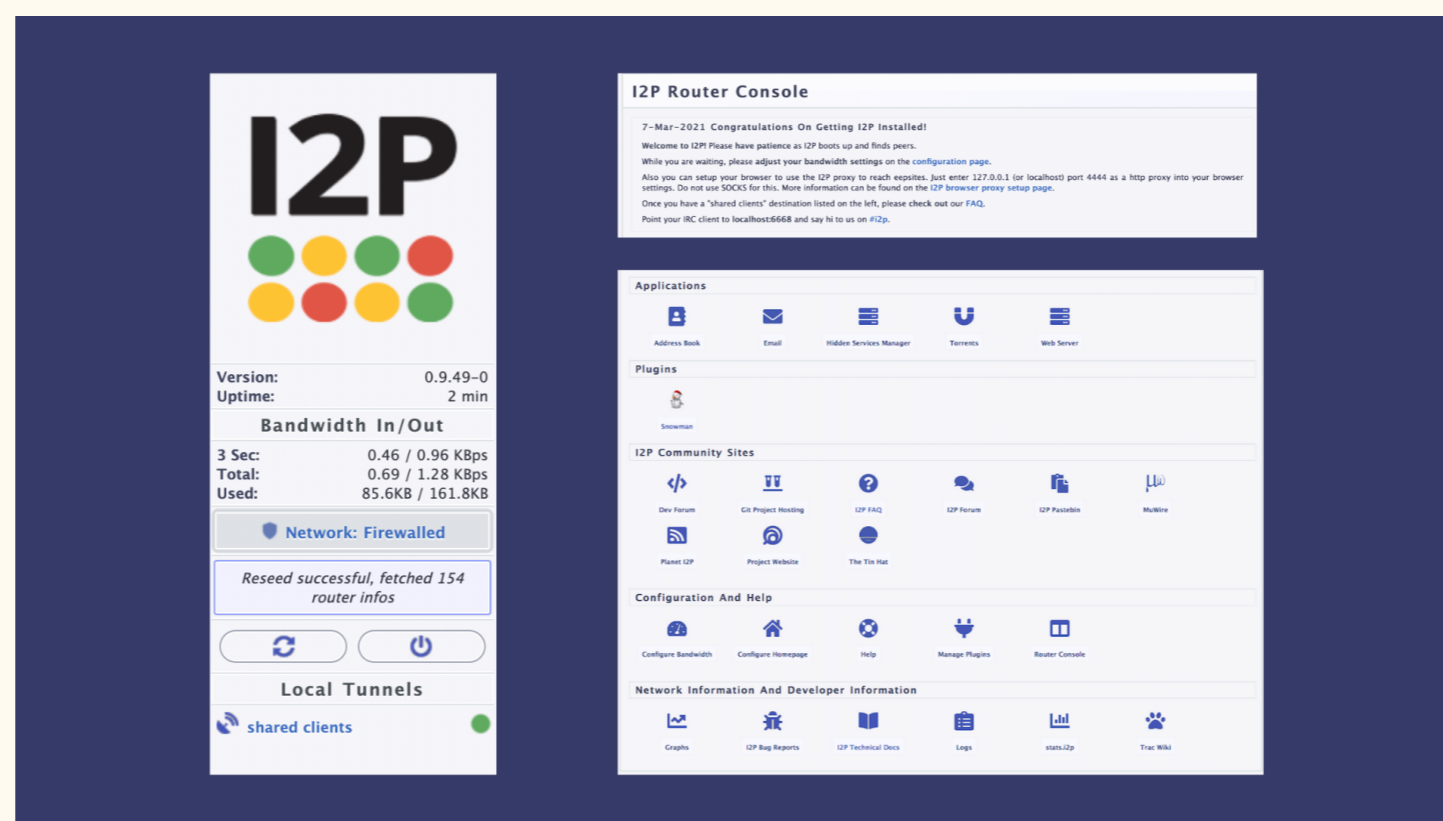 I2P
Version: 0.9.49-0
Uptime: 2 min
Bandwidth In/Out
3 Sec: 0.46 / 0.96 KBps
Total: 0.69 / 1.28 KBps
Used: 85.6KB / 161.8KB
Network: Firewalled
Reseed successful, fetched 154
router infos
Local Tunnels
shared clients
I2P Router Console
7-Mar-2021 Congratulations On Getting I2P Installed!
Welcome to I2P! Please have patience as I2P boots up and finds peers.
While you are waiting, please adjust your bandwidth settings on the configuration page.
Also you can setup your browser to use the I2P proxy to reach eepsites. Just enter 127.0.0.1 (or localhost) port 4444 as a http proxy into your browser
settings. Do not use SOCKS for this. More information can be found on the I2P browser proxy setup page.
Once you have a "shared clients" destination listed on the left, please check out our FAQ.
Point your IRC client to localhost:6668 and say hi to us on #i2p.
Applications
Address Book Email Hidden Services Manager Torrents Web Server
Plugins
Snowman
I2P Community Sites
Dev Forum Git Project Hosting I2P FAQ I2P Forum I2P Pastebin MuWire
Planet I2P Project Website The Tin Hat
Configuration And Help
Configure Bandwidth Configure Homepage Help Manage Plugins Router Console
Network Information And Developer Information
Graphs I2P Bug Reports I2P Technical Docs Logs stats.i2p Trac Wiki